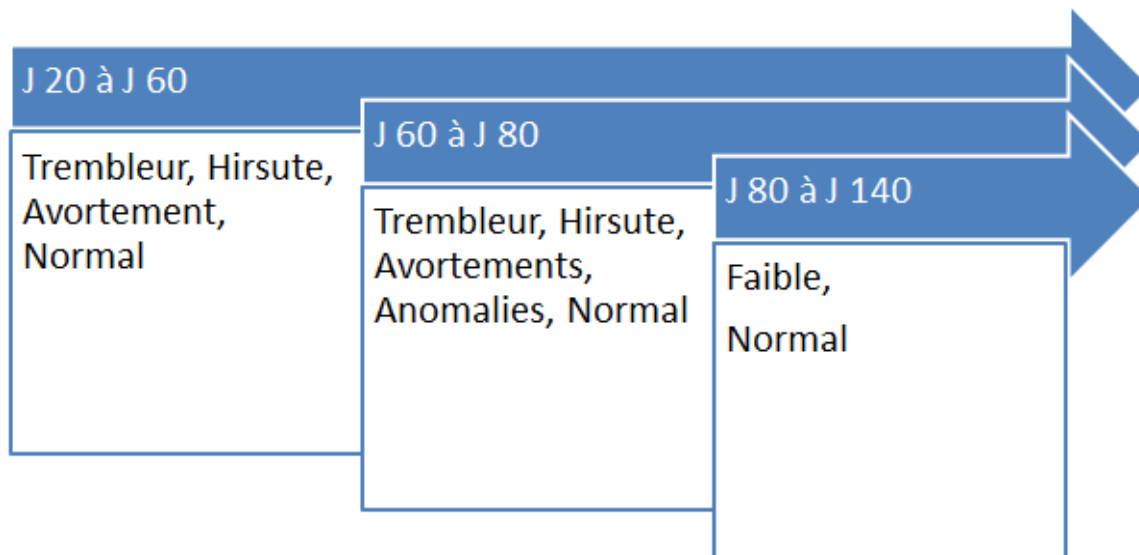 J 20 à J 60
Trembleur, Hirsute,
Avortement,
Normal
J 60 à J 80
Trembleur, Hirsute,
Avortements,
Anomalies, Normal
J 80 à J 140
Faible,
Normal